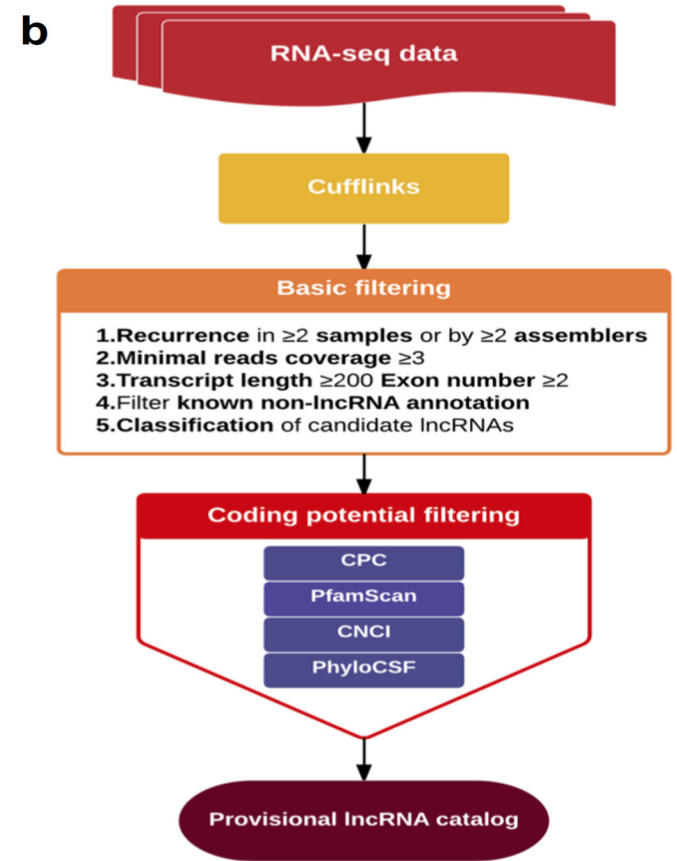 b
RNA-seq data
Cufflinks
Basic filtering
1.Recurrence in ≥2 samples or by ≥2 assemblers
2.Minimal reads coverage ≥3
3.Transcript length ≥200 Exon number ≥2
4.Filter known non-lncRNA annotation
5.Classification of candidate lncRNAs
Coding potential filtering
CPC
PfamScan
CNCI
PhyloCSF
Provisional lncRNA catalog